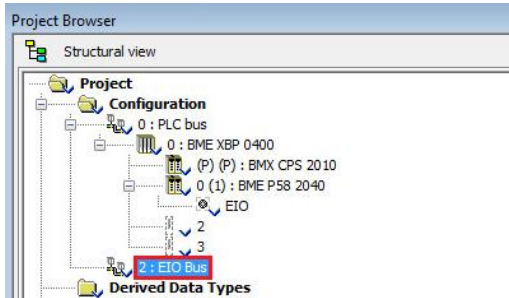 Project Browser
Structural view
Project
Configuration
0 : PLC bus
0 : BME XBP 0400
(P) (P) : BMX CPS 2010
0 (1) : BME P58 2040
EIO
2
3
2 : EIO Bus
Derived Data Types